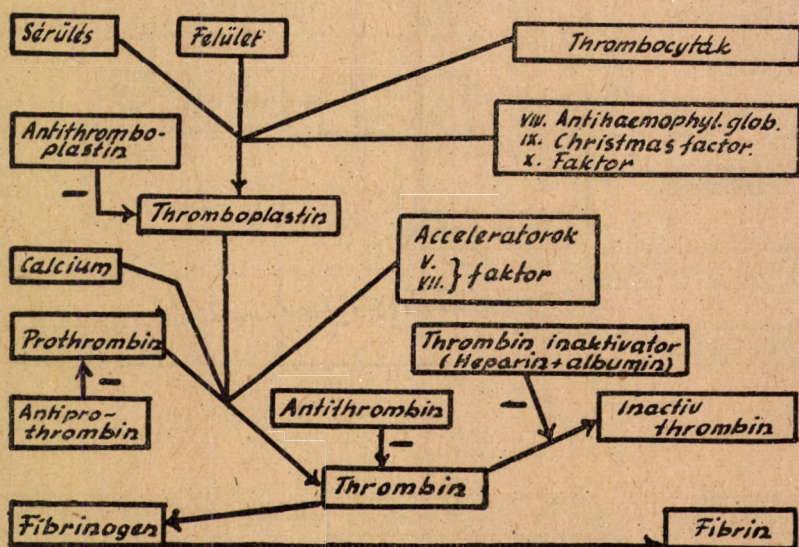 Sérülés
Felület
Thrombocyták
Antithrombo-
plastin
VIII. Antihaemophyl. glob.
IX. Christmas factor.
X. Faktor
–
Thromboplastin
Acceleratorok
V.
VII. } faktor
Calcium
Prothrombin
Thrombin inaktivator
(Heparin+albumin)
–
–
Antipro-
thrombin
Antithrombin
–
Inactiv
thrombin
Thrombin
Fibrinogen
Fibrin